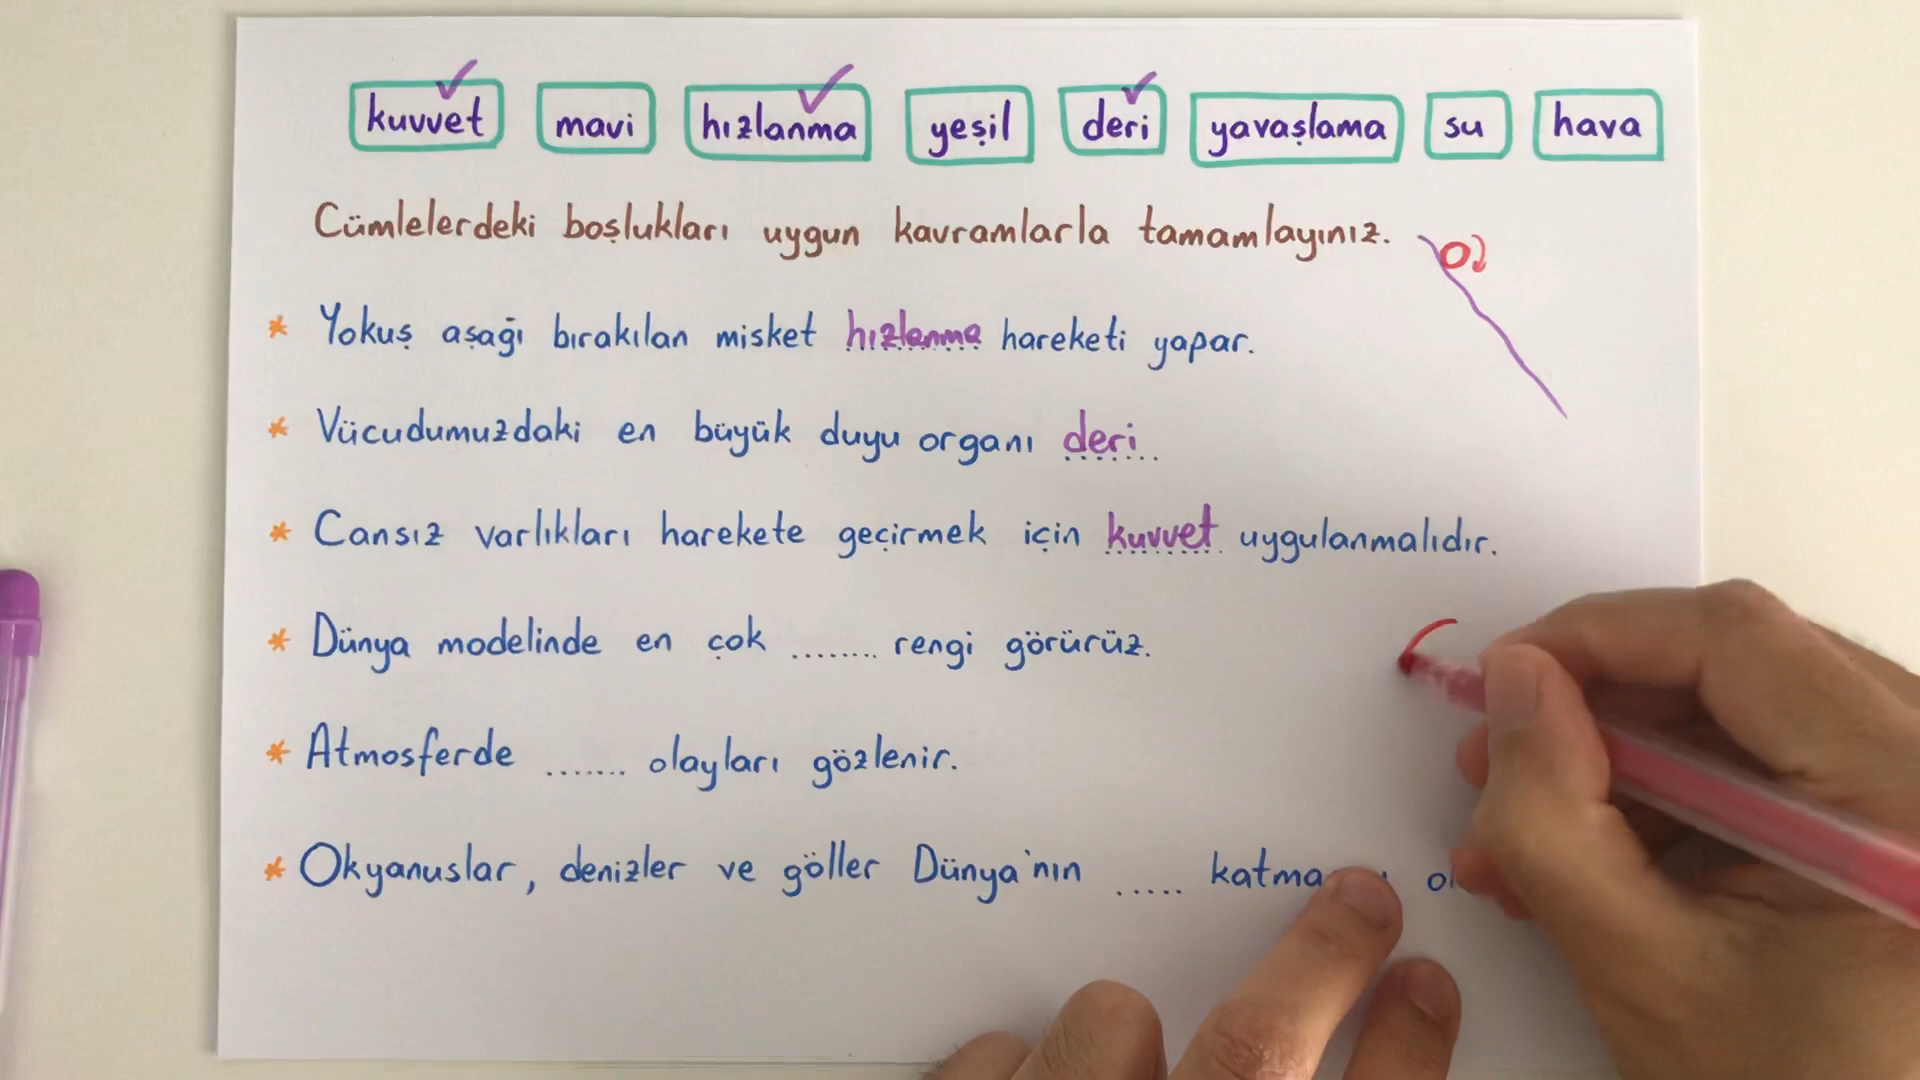 kuvvet mavi hızlanma yeşil deri yavaşlama su hava
Cümlelerdeki boşlukları uygun kavramlarla tamamlayınız.
* Yokuş aşağı bırakılan misket hızlanma hareketi yapar.
* Vücudumuzdaki en büyük duyu organı deri...
* Cansız varlıkları harekete geçirmek için kuvvet uygulanmalıdır.
* Dünya modelinde en çok ........ rengi görürüz.
* Atmosferde ....... olayları gözlenir.
* Okyanuslar, denizler ve göller Dünya'nın .....